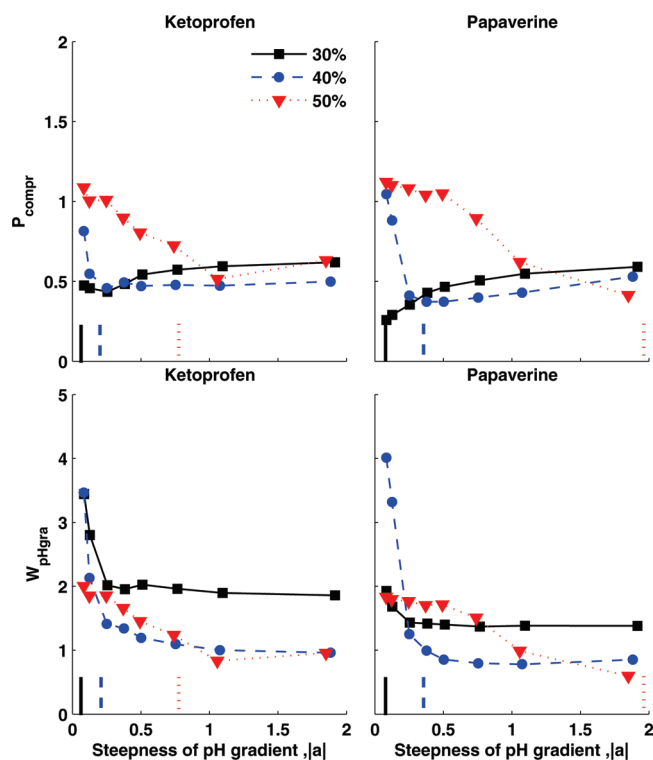 Ketoprofen
Papaverine
2
1.5
1
0.5
0
P_compr
30%
40%
50%
Ketoprofen
Papaverine
5
4
3
2
1
0
W_pHgra
0 0.5 1 1.5 2
0 0.5 1 1.5 2
Steepness of pH gradient ,|a|
Steepness of pH gradient ,|a|